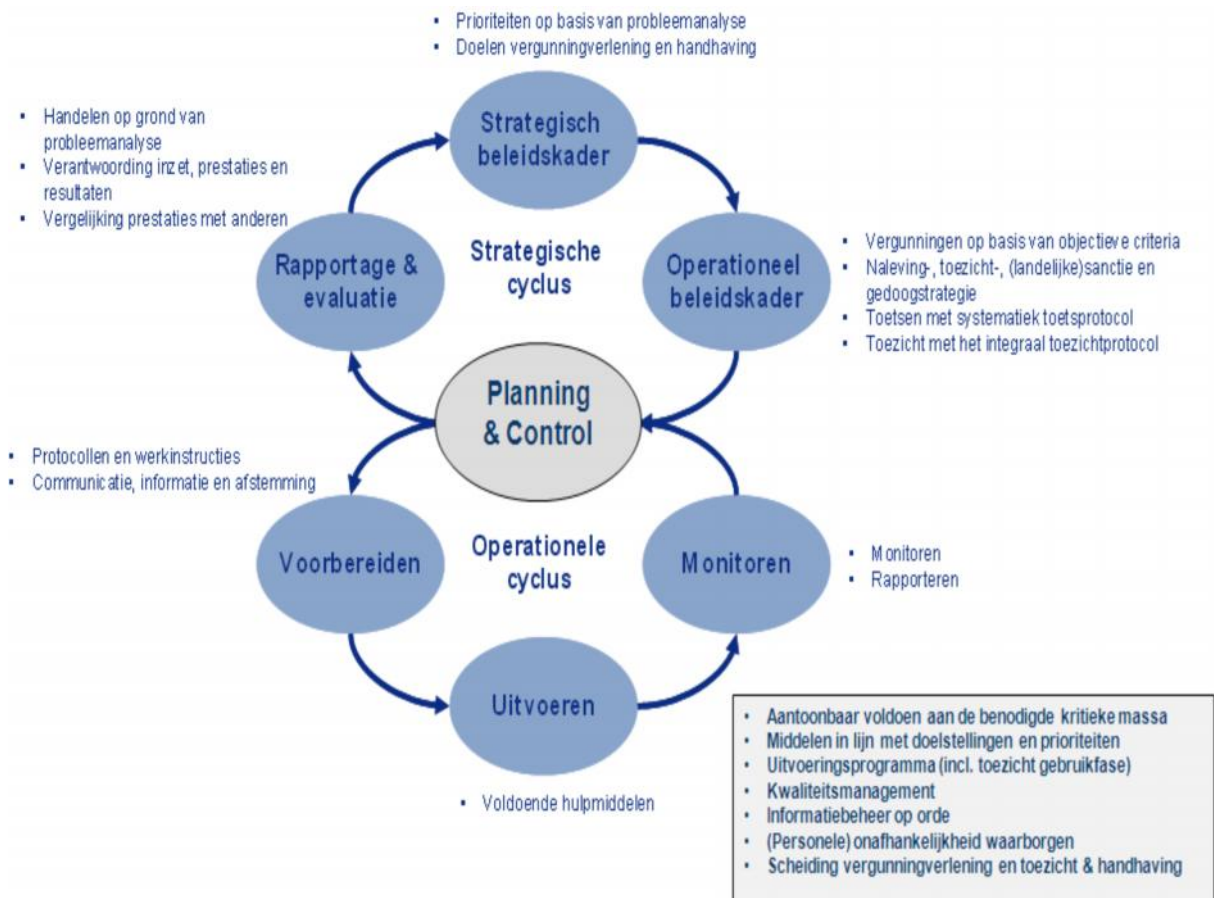 ▪ Prioriteiten op basis van probleemanalyse
▪ Doelen vergunningverlening en handhaving
▪ Handelen op grond van
probleemanalyse
▪ Verantwoording inzet, prestaties en
resultaten
▪ Vergelijking prestaties met anderen
Strategisch
beleidskader
Rapportage &
evaluatie
Strategische
cyclus
Operationeel
beleidskader
▪ Vergunningen op basis van objectieve criteria
▪ Naleving-, toezicht-, (landelijke)sanctie en
gedoogstrategie
▪ Toetsen met systematiek toetsprotocol
▪ Toezicht met het integraal toezichtprotocol
Planning
& Control
▪ Protocollen en werkinstructies
▪ Communicatie, informatie en afstemming
Voorbereiden
Operationele
cyclus
Monitoren
▪ Monitoren
▪ Rapporteren
Uitvoeren
▪ Voldoende hulpmiddelen
• Aantoonbaar voldoen aan de benodigde kritieke massa
• Middelen in lijn met doelstellingen en prioriteiten
• Uitvoeringsprogramma (incl. toezicht gebruikfase)
• Kwaliteitsmanagement
• Informatiebeheer op orde
• (Personele) onafhankelijkheid waarborgen
• Scheiding vergunningverlening en toezicht & handhaving